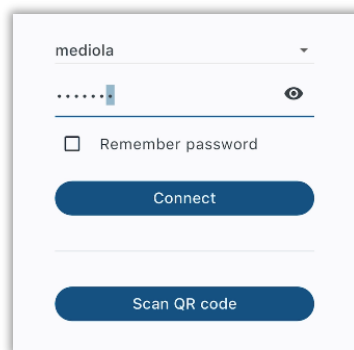 mediola
•••••••
Remember password
Connect
Scan QR code